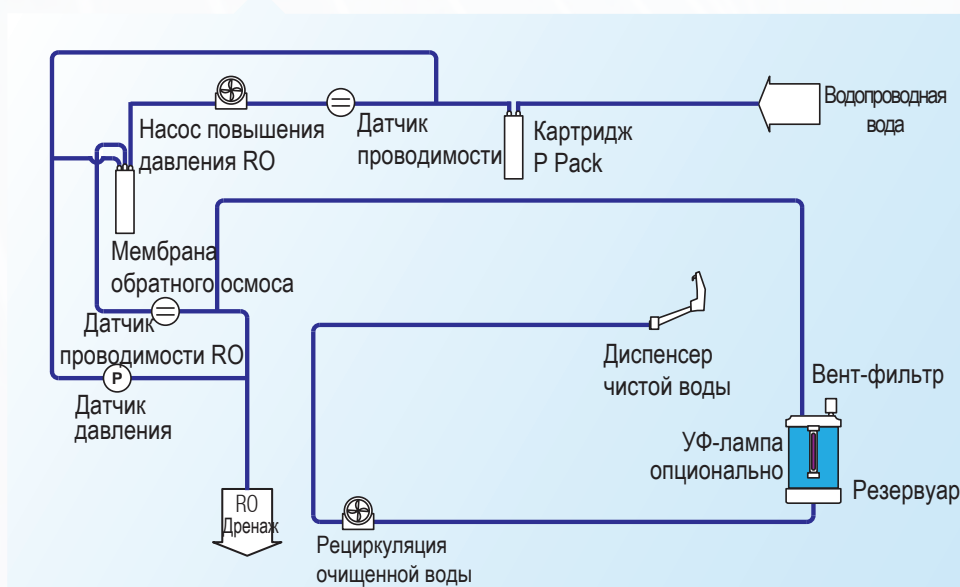 Водопроводная
вода
Насос повышения
давления RO
Датчик
проводимости
Картридж
P Pack
Мембрана
обратного осмоса
Датчик
проводимости RO
P
Датчик
давления
Диспенсер
чистой воды
Вент-фильтр
УФ-лампа
опционально
Резервуар
RO
Дренаж
Рециркуляция
очищенной воды